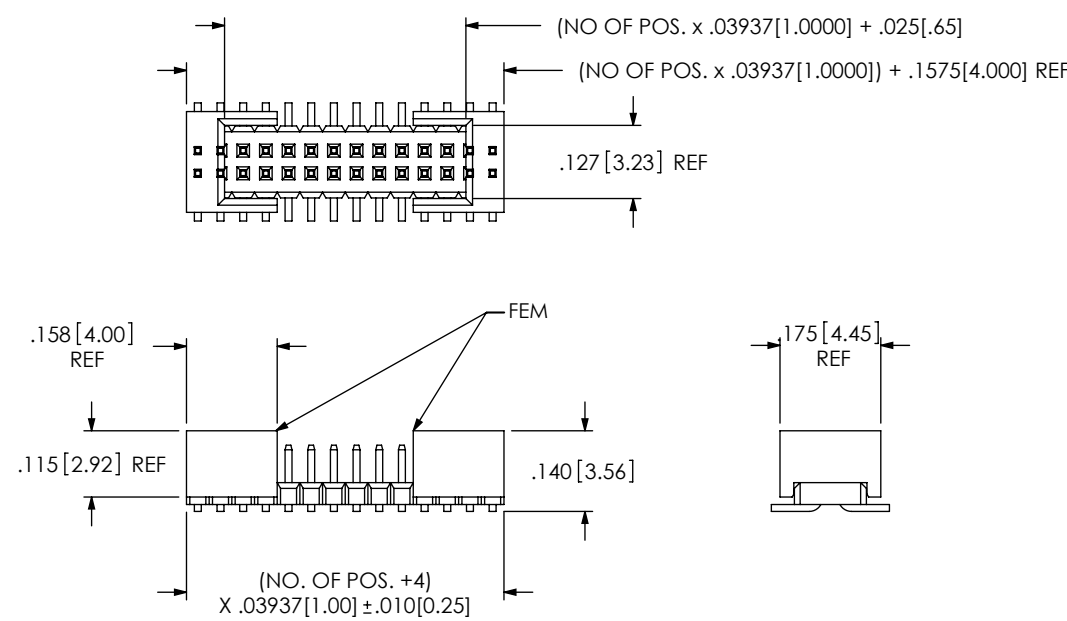 (NO OF POS. x .03937[1.0000] + .025[.65]
(NO OF POS. x .03937[1.0000]) + .1575[4.000] REF
.127 [3.23] REF
FEM
.158 [4.00]
REF
.175 [4.45]
REF
.115 [2.92] REF
.140 [3.56]
(NO. OF POS. +4)
X .03937[1.00] ±.010[0.25]